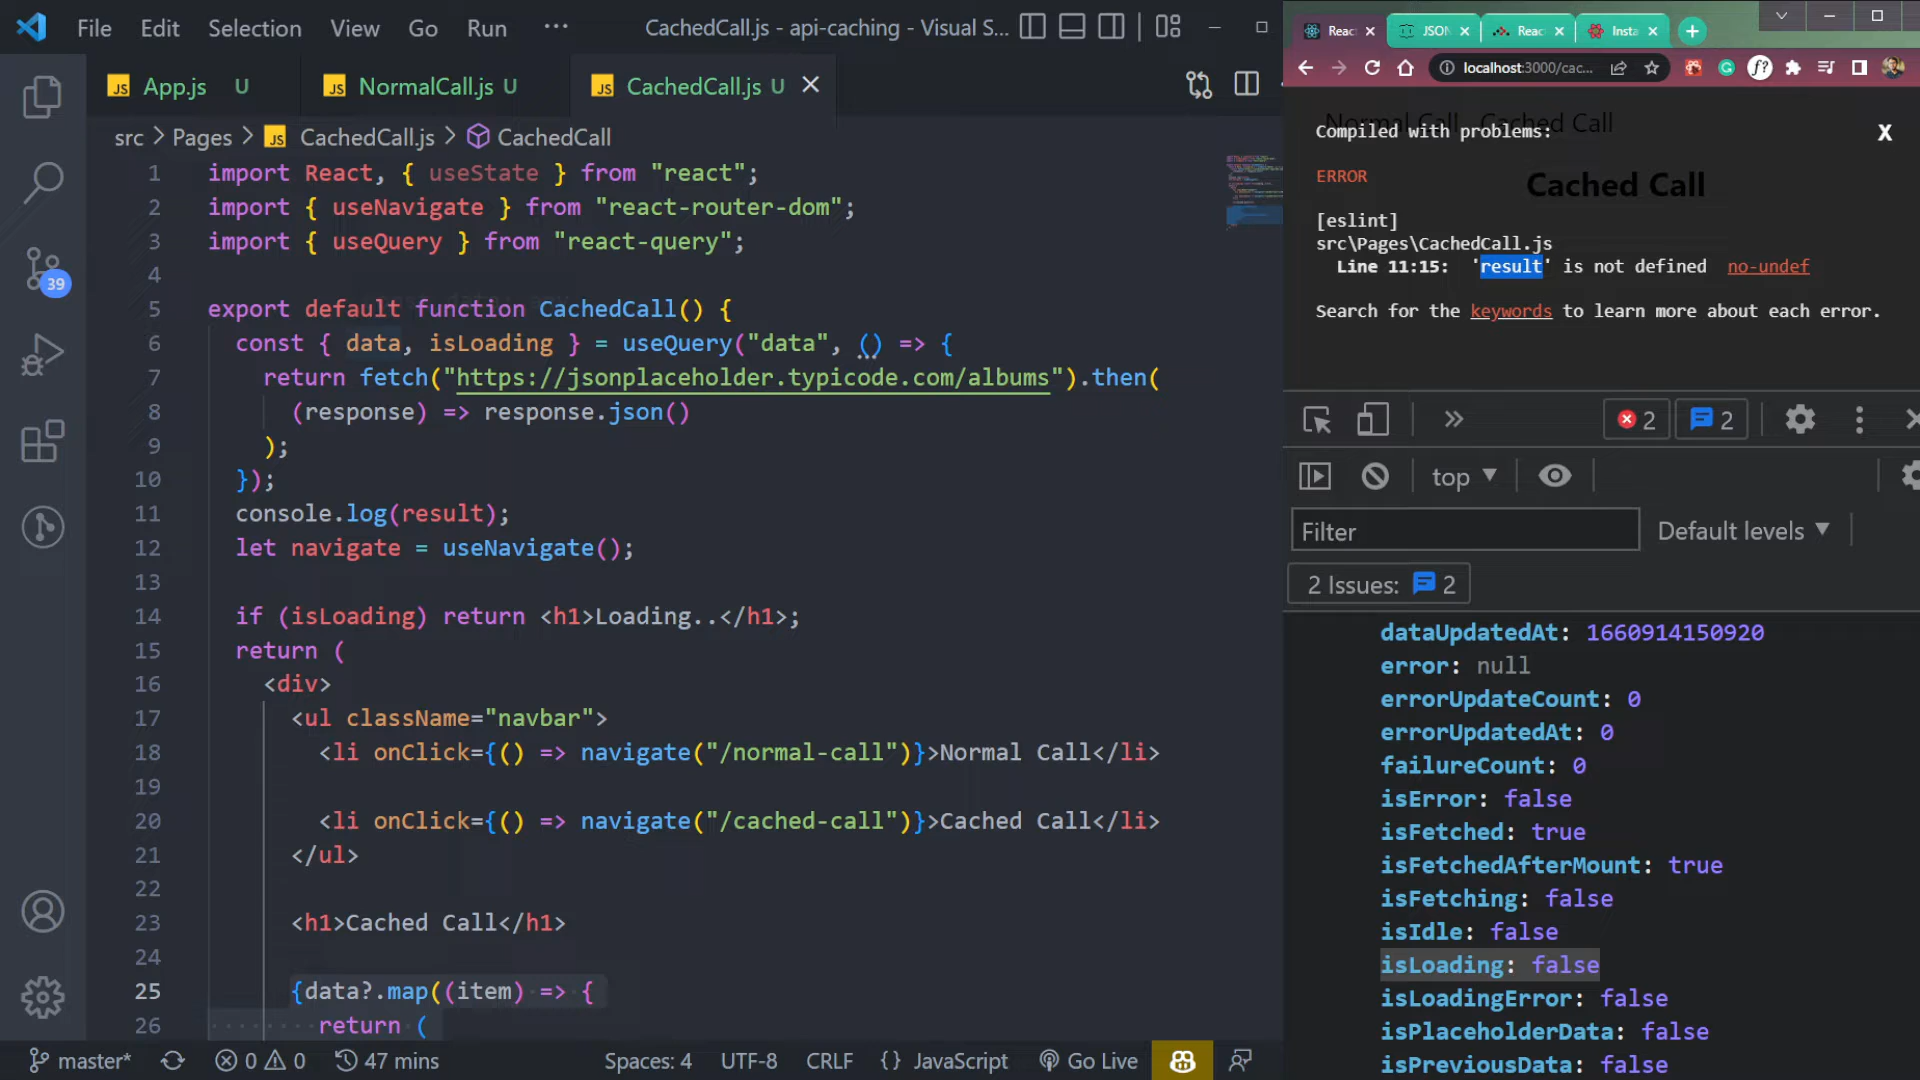 File Edit Selection View Go Run ··· CachedCall.js - api-caching - Visual S...
App.js U NormalCall.js U CachedCall.js U
src > Pages > CachedCall.js > CachedCall
1 import React, { useState } from "react";
2 import { useNavigate } from "react-router-dom";
3 import { useQuery } from "react-query";
4
5 export default function CachedCall() {
6 const { data, isLoading } = useQuery("data", () => {
7 return fetch("https://jsonplaceholder.typicode.com/albums").then(
8 (response) => response.json()
9 );
10 });
11 console.log(result);
12 let navigate = useNavigate();
13
14 if (isLoading) return <h1>Loading..</h1>;
15 return (
16 <div>
17 <ul className="navbar">
18 <li onClick={() => navigate("/normal-call")}>Normal Call</li>
19
20 <li onClick={() => navigate("/cached-call")}>Cached Call</li>
21 </ul>
22
23 <h1>Cached Call</h1>
24
25 {data?.map((item) => {
26 return (
39
master* 0 0 47 mins Spaces: 4 UTF-8 CRLF {} JavaScript Go Live
Reac JSON Reac Insta
localhost:3000/cac...
Normal Call Cached Call
Compiled with problems: X
ERROR
Cached Call
[eslint]
src\Pages\CachedCall.js
Line 11:15: 'result' is not defined no-undef
Search for the keywords to learn more about each error.
2 2
top
Filter Default levels
2 Issues: 2
dataUpdatedAt: 1660914150920
error: null
errorUpdateCount: 0
errorUpdatedAt: 0
failureCount: 0
isError: false
isFetched: true
isFetchedAfterMount: true
isFetching: false
isIdle: false
isLoading: false
isLoadingError: false
isPlaceholderData: false
isPreviousData: false